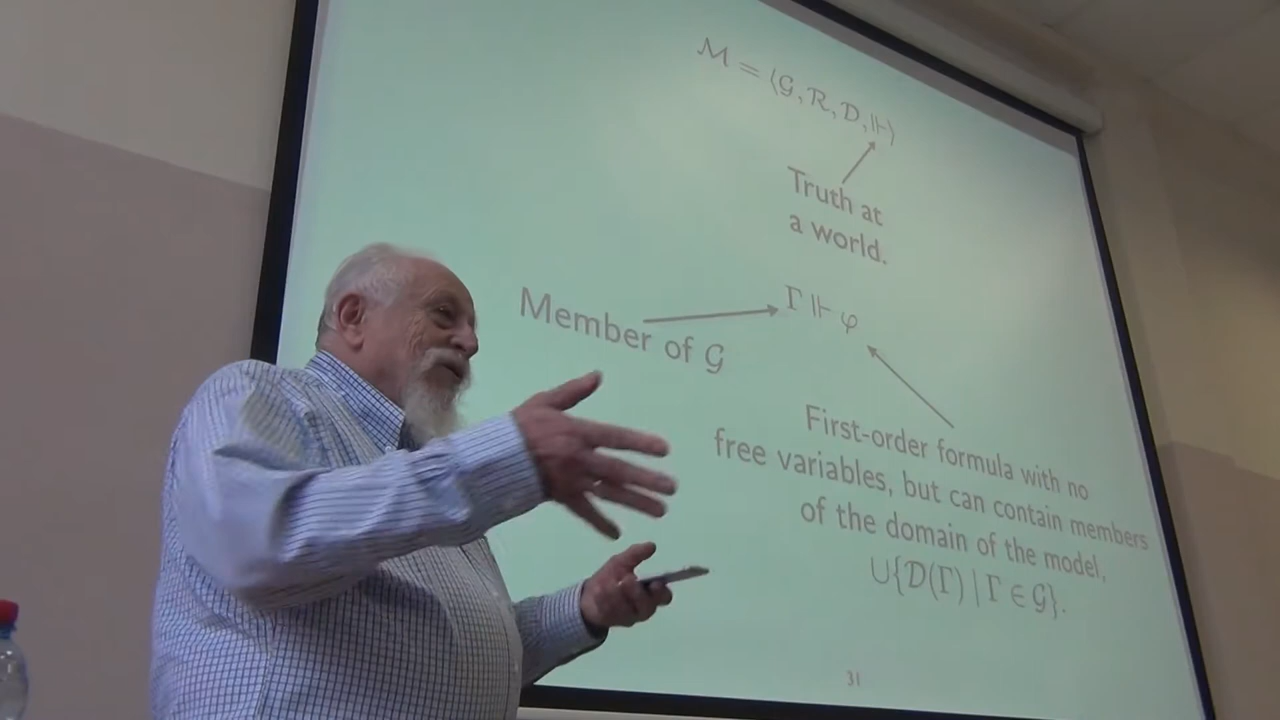 ℳ = ⟨𝒢, ℛ, 𝒟, ⊩⟩
Truth at
a world.
Member of 𝒢
Γ ⊩ φ
First-order formula with no
free variables, but can contain members
of the domain of the model,
∪{𝒟(Γ) | Γ ∈ 𝒢}.
31